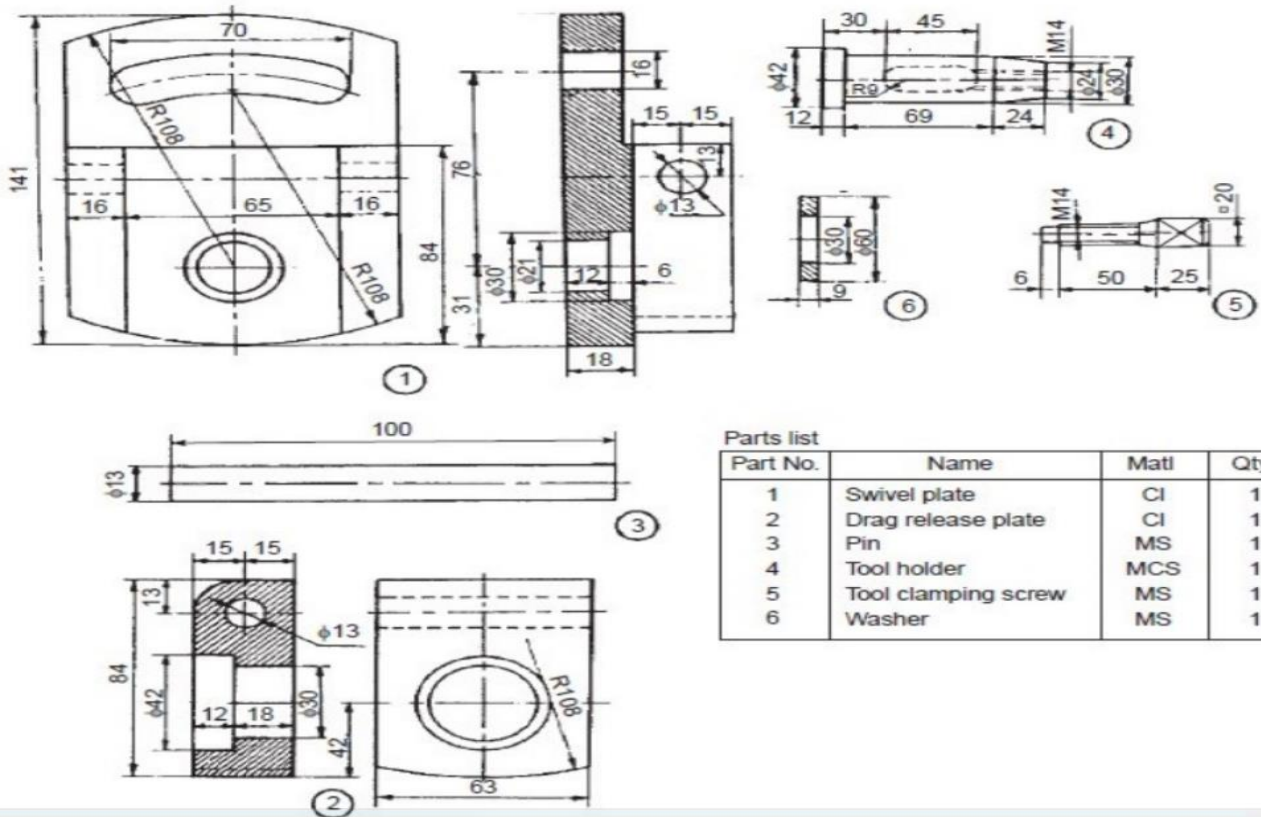 70
R108
141
16
65
16
84
R108
1
16
15
15
13
76
φ13
φ30
φ21
12
6
31
18
30
45
M14
φ42
R9
φ24
φ30
12
69
24
4
φ30
φ60
9
6
M14
□20
6
50
25
5
100
φ13
3
15
15
13
φ13
84
φ42
12
18
φ30
42
R108
63
2
Parts list
Part No. Name Matl Qty
1 Swivel plate CI 1
2 Drag release plate CI 1
3 Pin MS 1
4 Tool holder MCS 1
5 Tool clamping screw MS 1
6 Washer MS 1